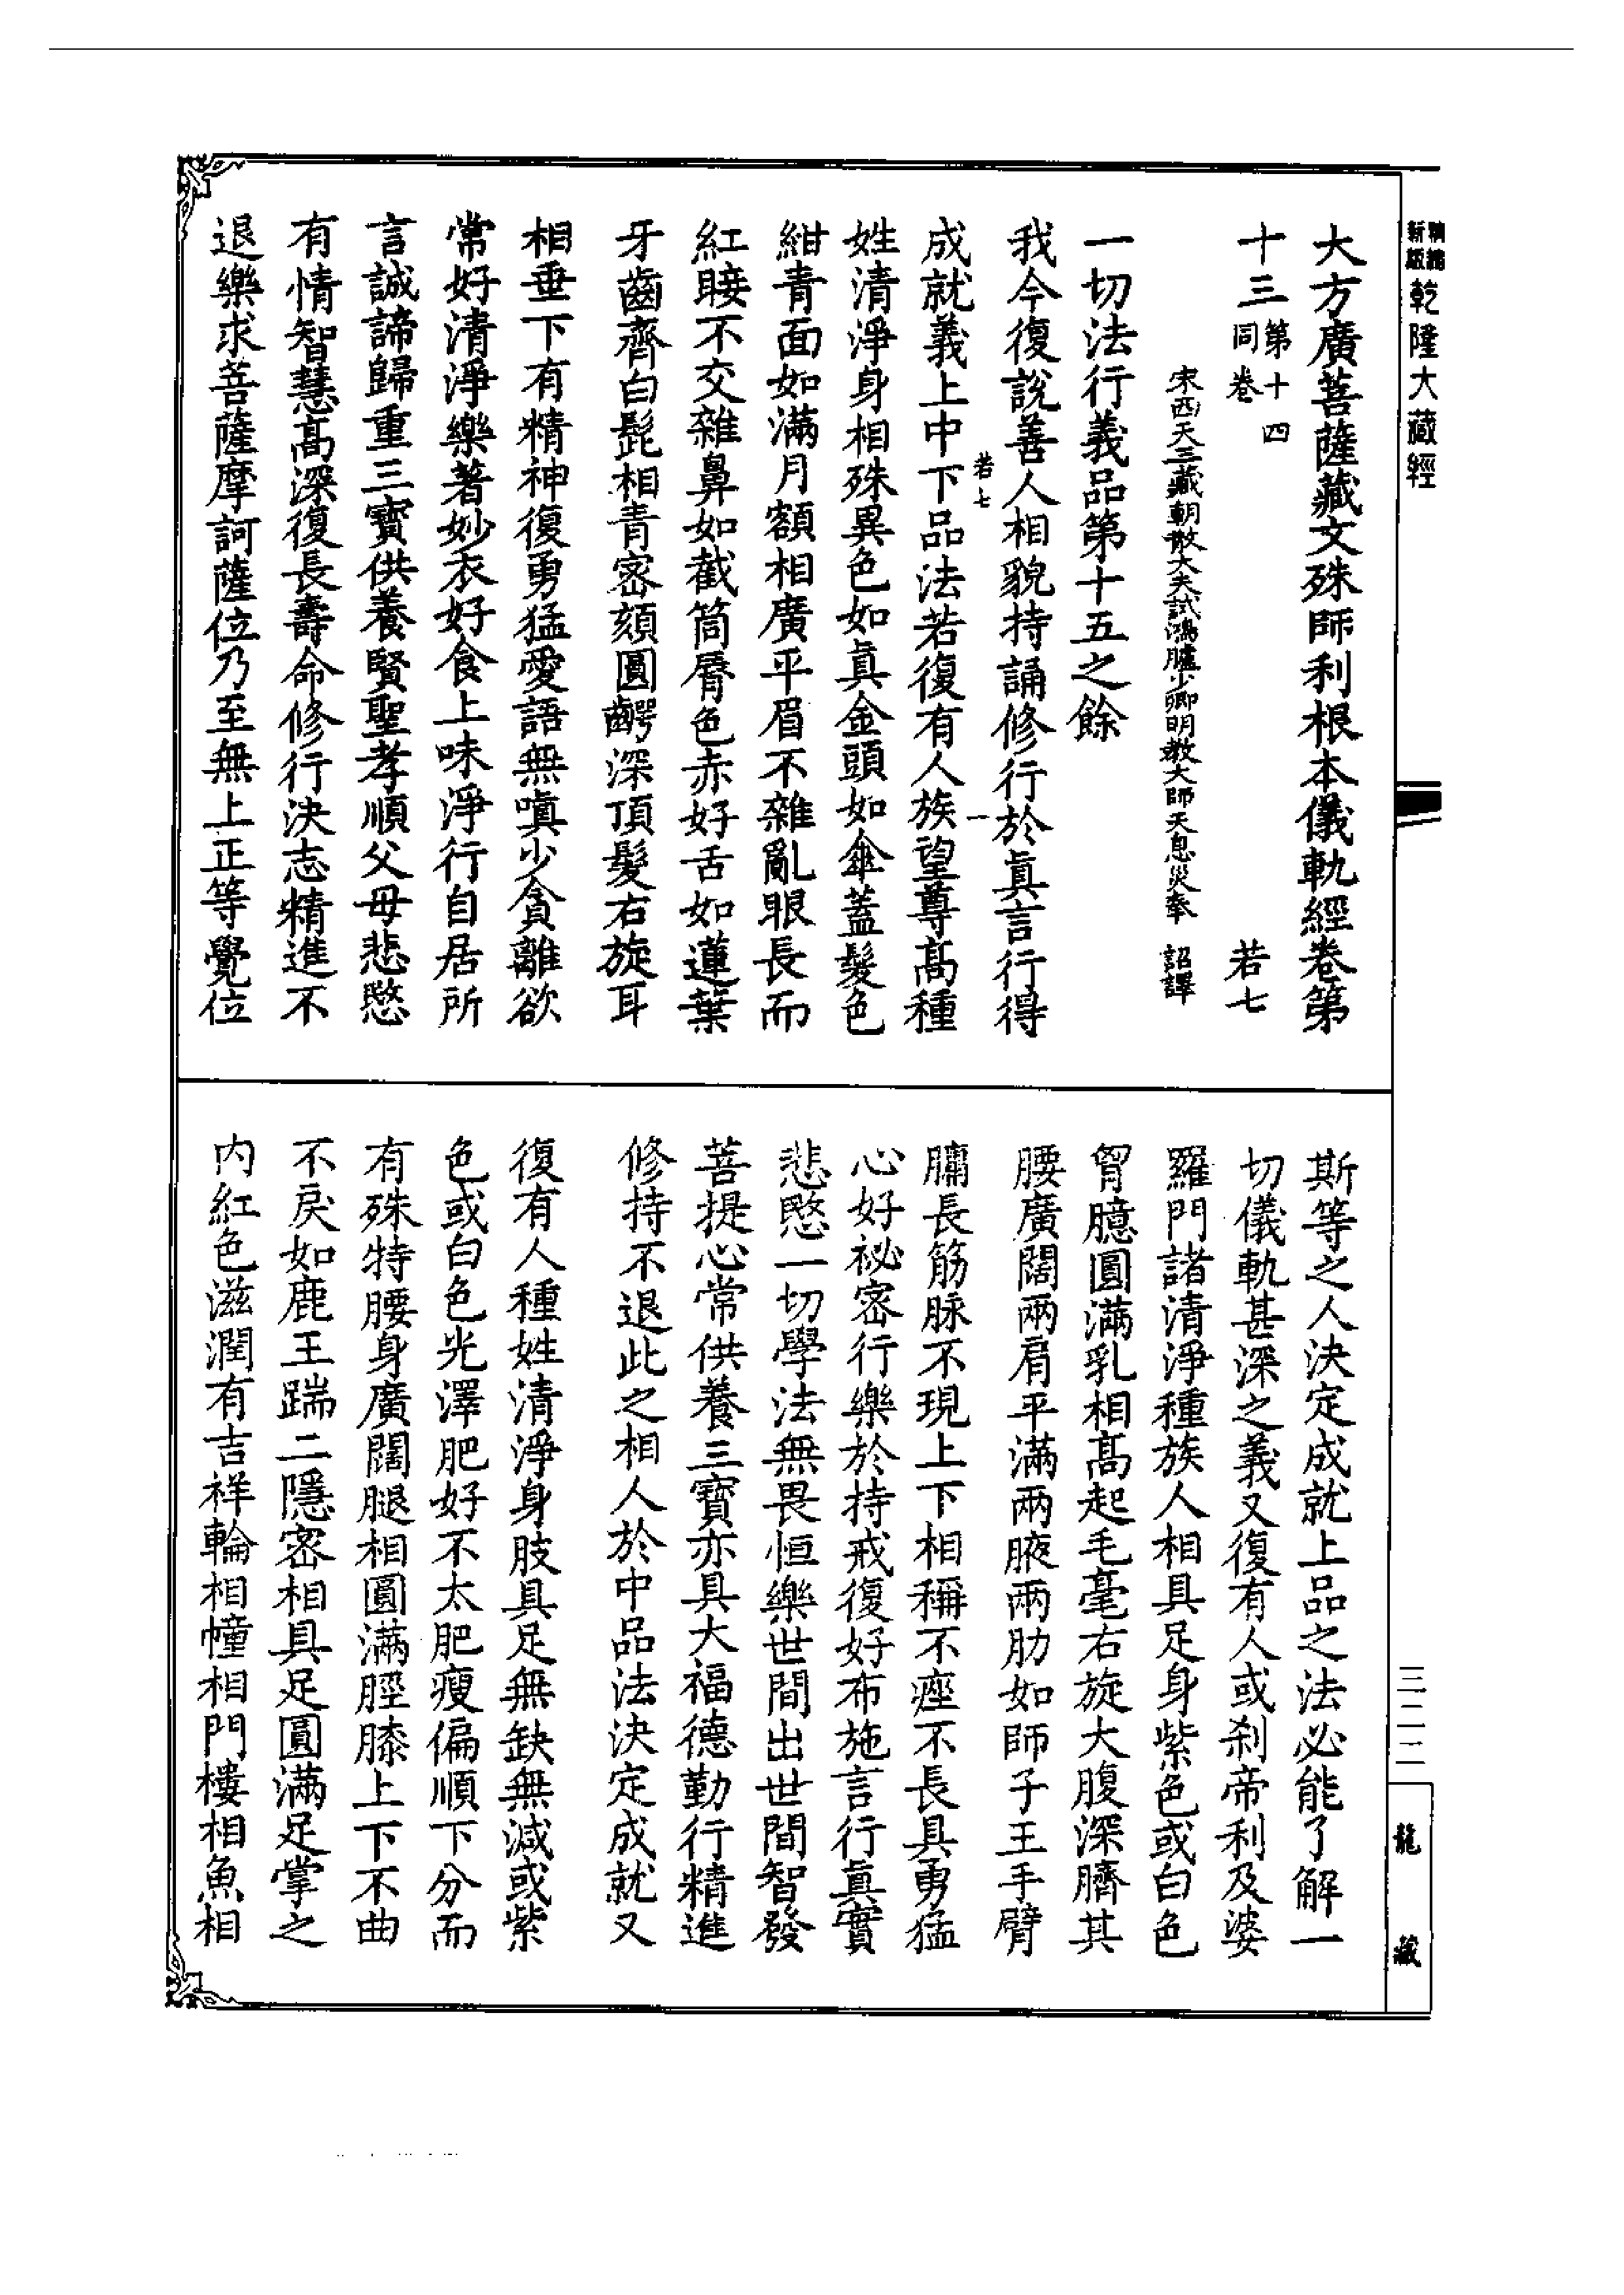 新版精縮乾隆大藏經
大方廣菩薩藏文殊師利根本儀軌經卷第
十三第十四同卷 若七
宋西天三藏朝散大夫試鴻臚少卿明教大師天息災奉 詔譯
一切法行義品第十五之餘
我今復說善人相貌持誦修行於眞言行得
若七 一
成就義上中下品法若復有人族望尊高種
姓清淨身相殊異色如眞金頭如傘蓋髮色
紺青面如滿月額相廣平眉不雜亂眼長而
紅睫不交雜鼻如截筒脣色赤好舌如蓮葉
牙齒齊白髭相青密頦圓齶深頂髮右旋耳
相垂下有精神復勇猛愛語無嗔少貪離欲
常好清淨樂著妙衣好食上味淨行自居所
言誠諦歸重三寶供養賢聖孝順父母悲愍
有情智慧高深復長壽命修行決志精進不
退樂求菩薩摩訶薩位乃至無上正等覺位
斯等之人決定成就上品之法必能了解一
切儀軌甚深之義又復有人或刹帝利及婆
羅門諸清淨種族人相具足身紫色或白色
胷臆圓滿乳相高起毛毫右旋大腹深臍其
腰廣闊兩肩平滿兩腋兩肋如師子王手臂
𦟛長筋脉不現上下相稱不痤不長具勇猛
心好祕密行樂於持戒復好布施言行眞實
悲愍一切學法無畏恒樂世間出世間智發
菩提心常供養三寶亦具大福德勤行精進
修持不退此之相人於中品法決定成就又
復有人種姓清淨身肢具足無缺無減或紫
色或白色光澤肥好不太肥瘦偏順下分而
有殊特腰身廣闊腿相圓滿脛膝上下不曲
不戾如鹿王踹二隱密相具足圓滿足掌之
內紅色滋潤有吉祥輪相幢相門樓相魚相
三二二
龍藏